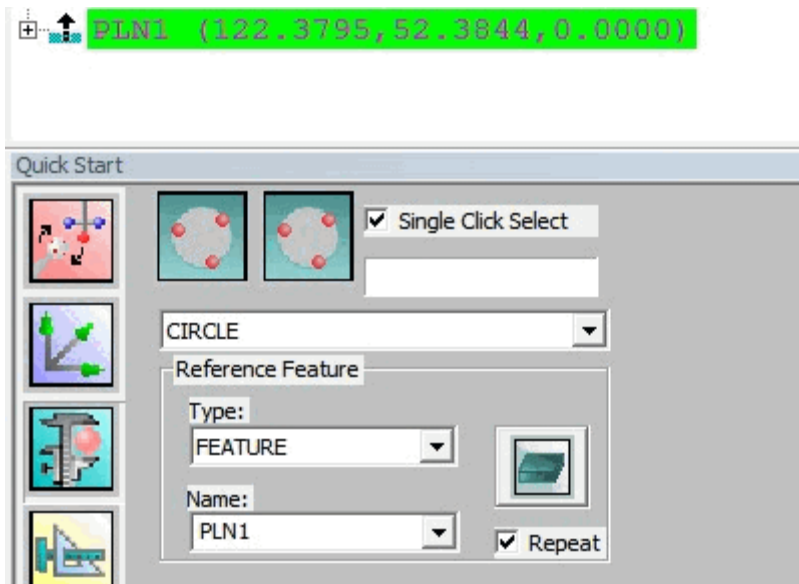 PLN1 (122.3795,52.3844,0.0000)
Quick Start
Single Click Select
CIRCLE
Reference Feature
Type:
FEATURE
Name:
PLN1
Repeat